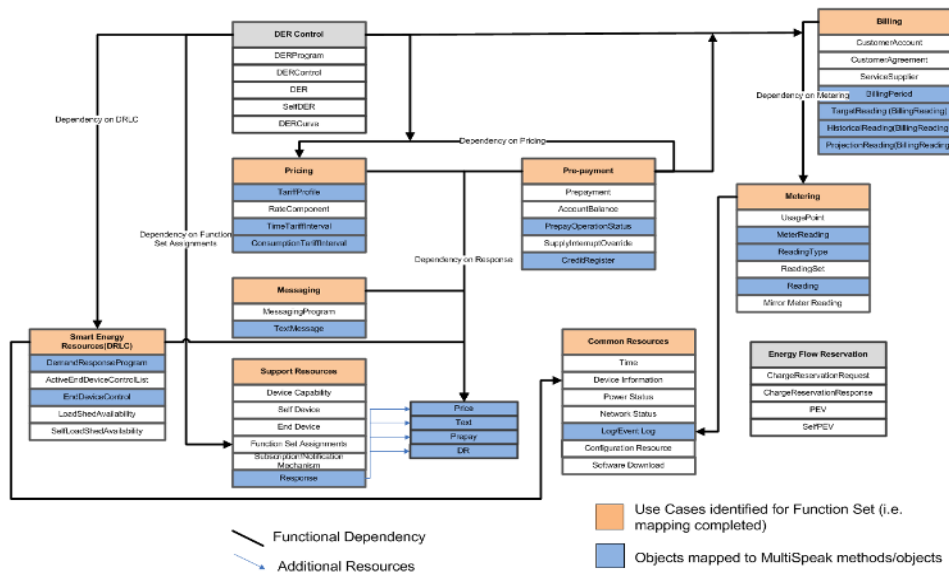 DER Control
DERProgram
DERControl
DER
SelfDER
DERCurve
Billing
CustomerAccount
CustomerAgreement
ServiceSupplier
BillingPeriod
TargetReading (BillingReading)
HistoricalReading(BillingReading
ProjectionReading(BillingReading
Dependency on Metering
Dependency on DRLC
Dependency on Pricing
Pricing
TariffProfile
RateComponent
TimeTariffInterval
ConsumptionTariffInterval
Pre-payment
Prepayment
AccountBalance
PrepayOperationStatus
SupplyInterruptOverride
CreditRegister
Metering
UsagePoint
MeterReading
ReadingType
ReadingSet
Reading
Mirror Meter Reading
Dependency on Function
Set Assignments
Dependency on Response
Messaging
MessagingProgram
TextMessage
Smart Energy
Resources(DRLC)
DemandResponseProgram
ActiveEndDeviceControlList
EndDeviceControl
LoadShedAvailability
SelfLoadShedAvailability
Support Resources
Device Capability
Self Device
End Device
Function Set Assignments
Subscription/Notification
Mechanism
Response
Price
Text
Prepay
DR
Common Resources
Time
Device Information
Power Status
Network Status
Log/Event Log
Configuration Resource
Software Download
Energy Flow Reservation
ChargeReservationRequest
ChargeReservationResponse
PEV
SelfPEV
Functional Dependency
Additional Resources
Use Cases identified for Function Set (i.e.
mapping completed)
Objects mapped to MultiSpeak methods/objects